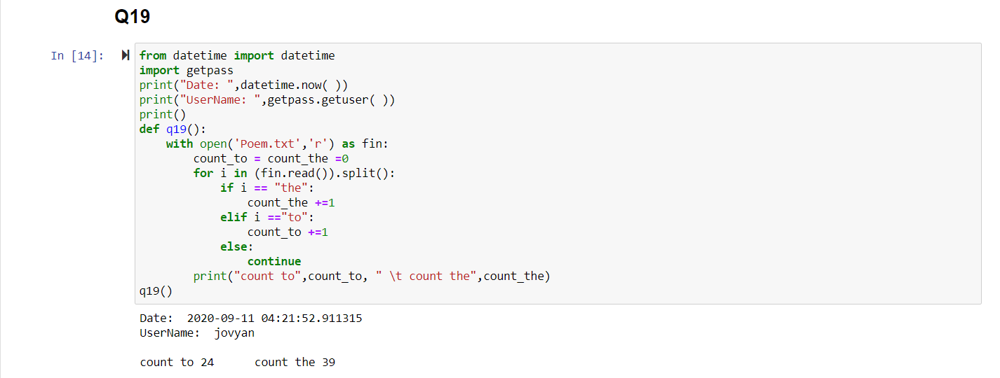 Q19
In [14]:
from datetime import datetime
import getpass
print("Date: ",datetime.now( ))
print("UserName: ",getpass.getuser( ))
print()
def q19():
    with open('Poem.txt','r') as fin:
        count_to = count_the =0
        for i in (fin.read()).split():
            if i == "the":
                count_the +=1
            elif i =="to":
                count_to +=1
            else:
                continue
        print("count to",count_to, " \t count the",count_the)
q19()
Date:  2020-09-11 04:21:52.911315
UserName:  jovyan
count to 24      count the 39